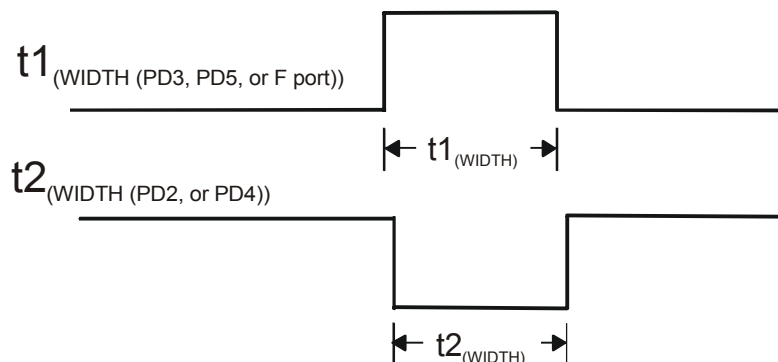 t1(WIDTH (PD3, PD5, or F port))
t1(WIDTH)
t2(WIDTH (PD2, or PD4))
t2(WIDTH)